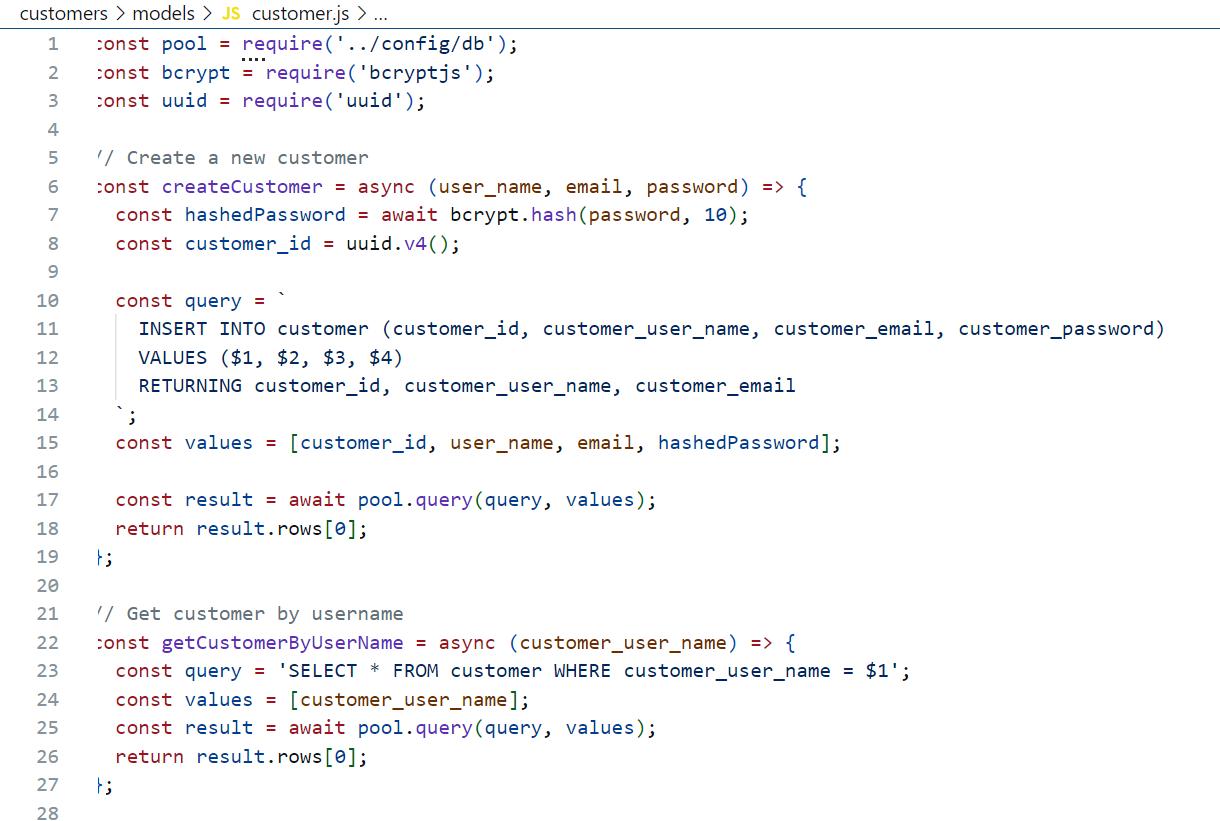 customers > models > JS customer.js > ...
1 const pool = require('../config/db');
2 const bcrypt = require('bcryptjs');
3 const uuid = require('uuid');
4
5 // Create a new customer
6 const createCustomer = async (user_name, email, password) => {
7   const hashedPassword = await bcrypt.hash(password, 10);
8   const customer_id = uuid.v4();
9
10   const query = `
11     INSERT INTO customer (customer_id, customer_user_name, customer_email, customer_password)
12     VALUES ($1, $2, $3, $4)
13     RETURNING customer_id, customer_user_name, customer_email
14   `;
15   const values = [customer_id, user_name, email, hashedPassword];
16
17   const result = await pool.query(query, values);
18   return result.rows[0];
19 };
20
21 // Get customer by username
22 const getCustomerByUserName = async (customer_user_name) => {
23   const query = 'SELECT * FROM customer WHERE customer_user_name = $1';
24   const values = [customer_user_name];
25   const result = await pool.query(query, values);
26   return result.rows[0];
27 };
28